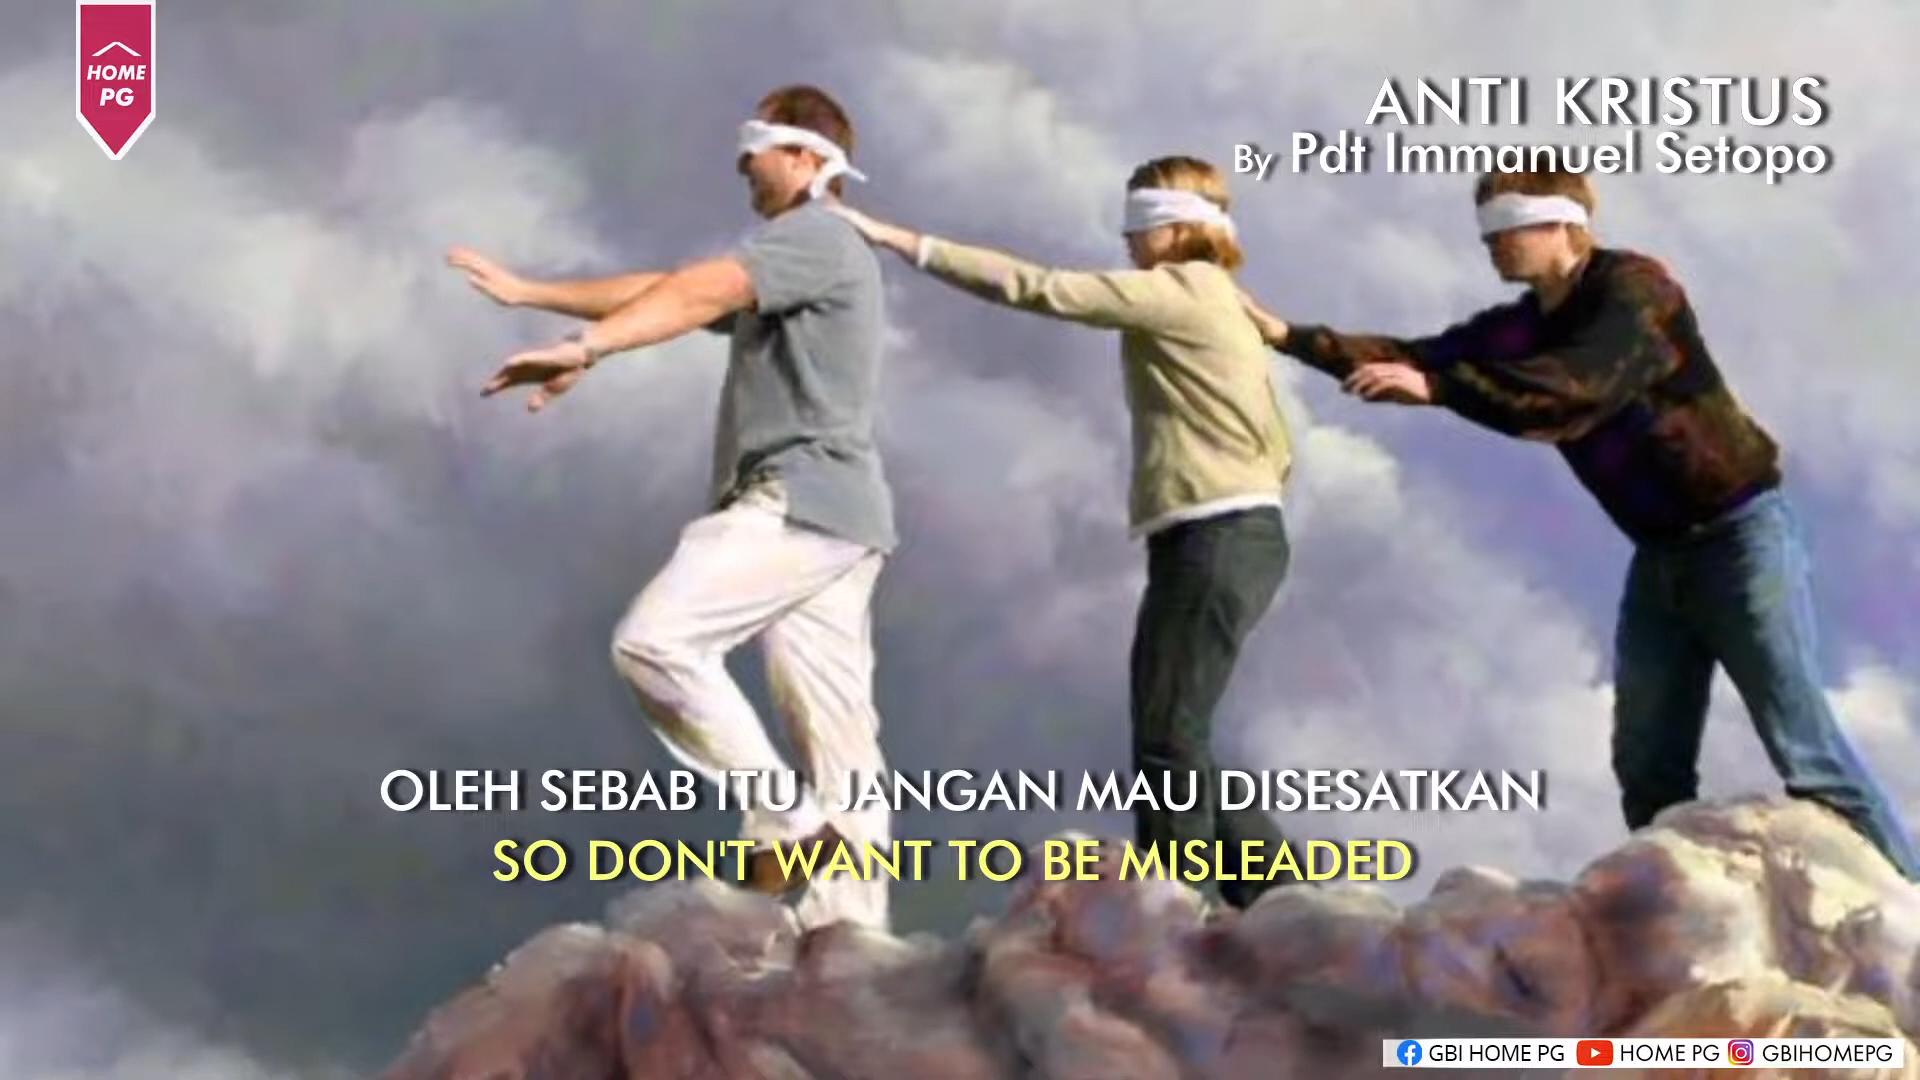 HOME
PG
ANTI KRISTUS
By Pdt Immanuel Setopo
OLEH SEBAB ITU JANGAN MAU DISESATKAN
SO DON'T WANT TO BE MISLEADED
GBI HOME PG HOME PG GBIHOMEPG